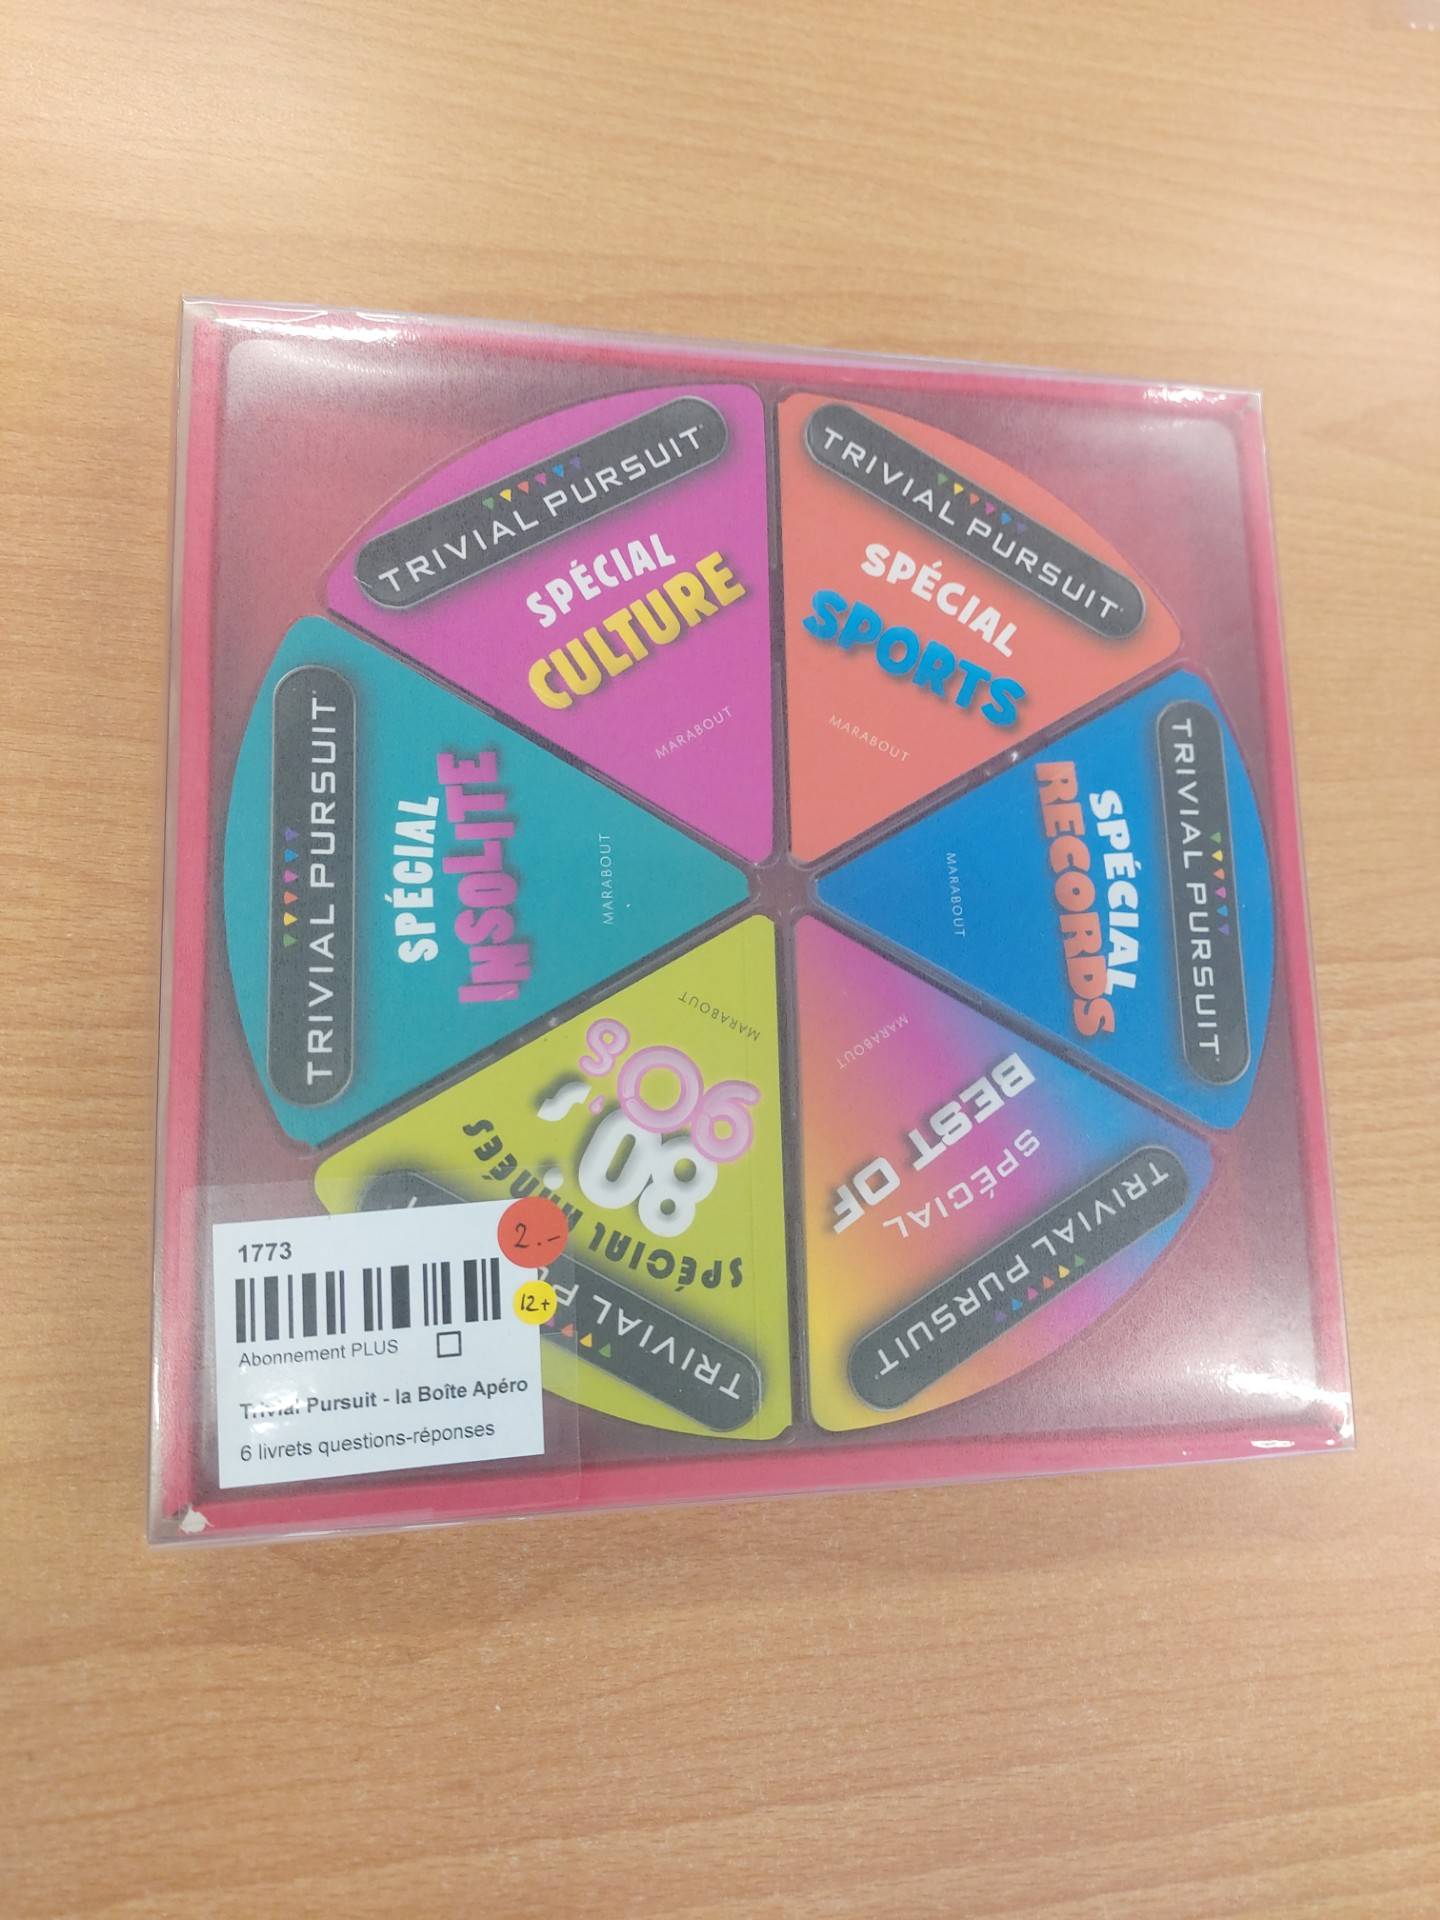 TRIVIAL PURSUIT
SPÉCIAL
CULTURE
MARABOUT
TRIVIAL PURSUIT
SPÉCIAL
SPORTS
MARABOUT
TRIVIAL PURSUIT
SPÉCIAL
INSOLITE
MARABOUT
TRIVIAL PURSUIT
SPÉCIAL
RECORDS
MARABOUT
TRIVIAL P
SPÉCIAL ANNÉES
80's
90's
MARABOUT
TRIVIAL PURSUIT
SPÉCIAL
BEST OF
MARABOUT
2.-
12+
1773
Abonnement PLUS
Trivial Pursuit - la Boîte Apéro
6 livrets questions-réponses